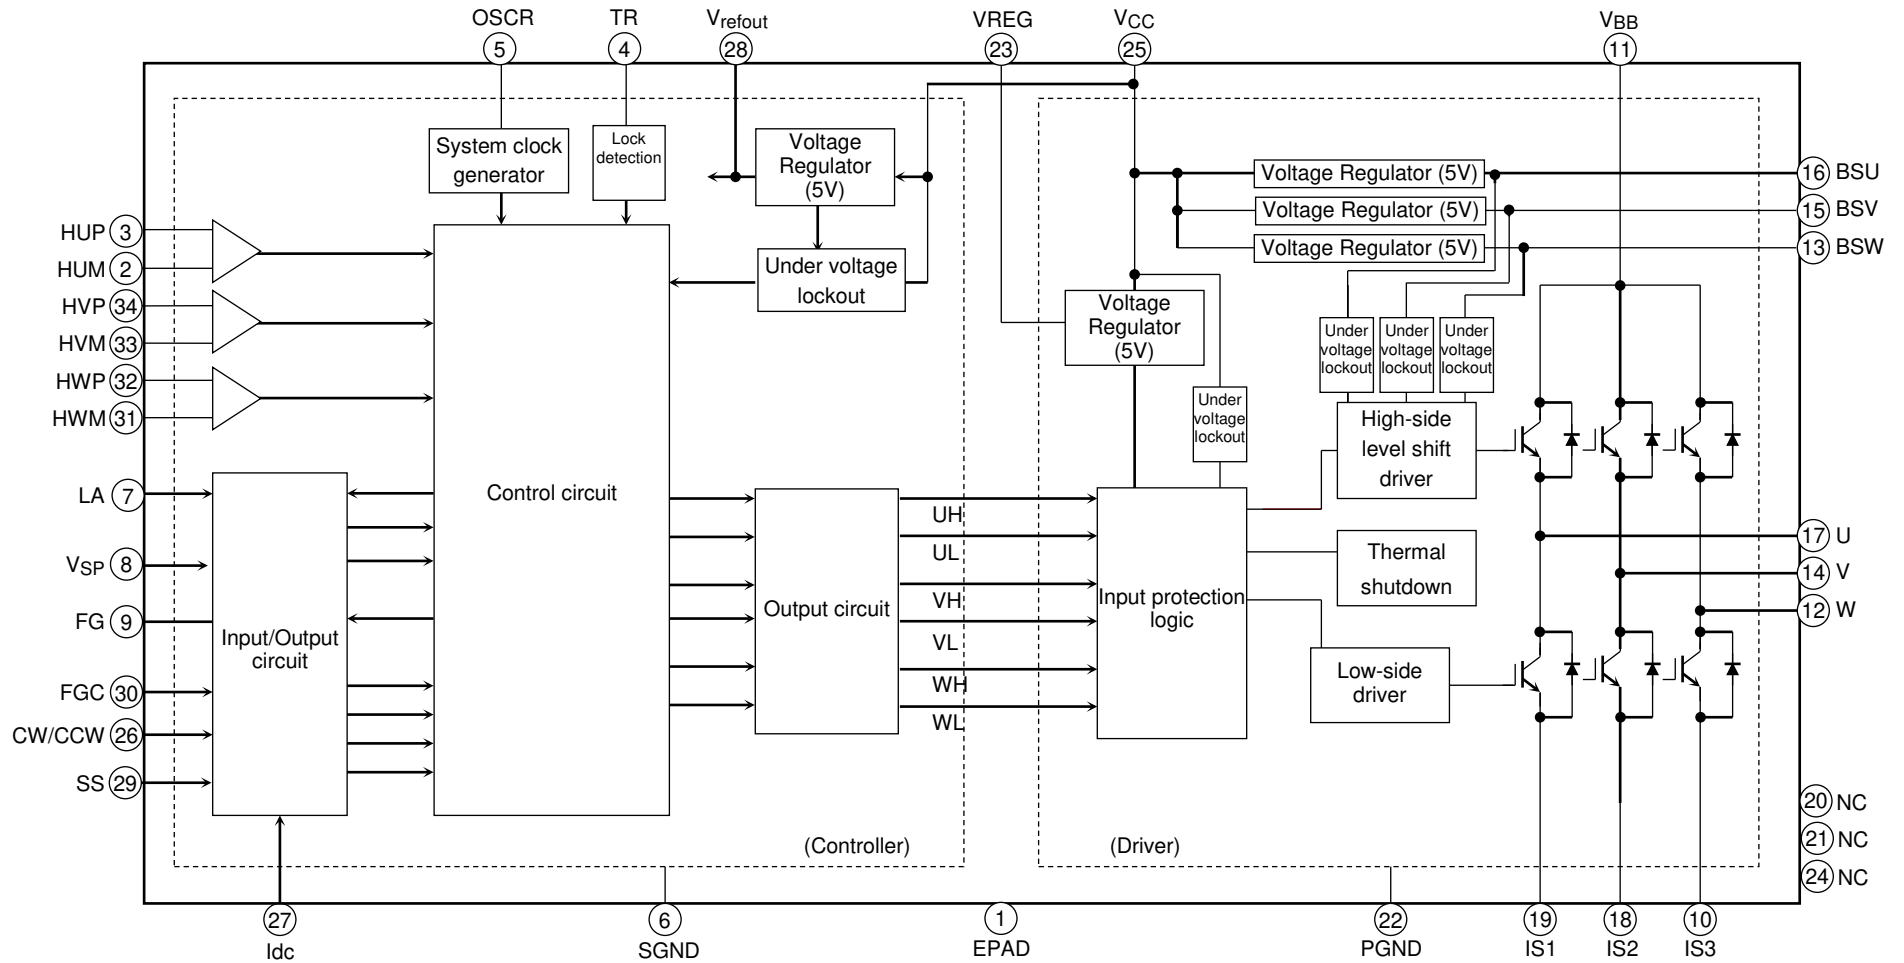 OSCR
TR
Vrefout
VREG
VCC
VBB
5
4
28
23
25
11
System clock
generator
Lock
detection
Voltage
Regulator
(5V)
Under voltage
lockout
Voltage Regulator (5V)
16 BSU
Voltage Regulator (5V)
15 BSV
Voltage Regulator (5V)
13 BSW
HUP 3
HUM 2
HVP 34
HVM 33
HWP 32
HWM 31
Voltage
Regulator
(5V)
Under
voltage
lockout
Under
voltage
lockout
Under
voltage
lockout
Under
voltage
lockout
High-side
level shift
driver
LA 7
VSP 8
FG 9
FGC 30
CW/CCW 26
SS 29
Input/Output
circuit
Control circuit
Output circuit
UH
UL
VH
VL
WH
WL
Input protection
logic
Thermal
shutdown
Low-side
driver
17 U
14 V
12 W
20 NC
21 NC
24 NC
(Controller)
(Driver)
27
6
1
22
19
18
10
Idc
SGND
EPAD
PGND
IS1
IS2
IS3